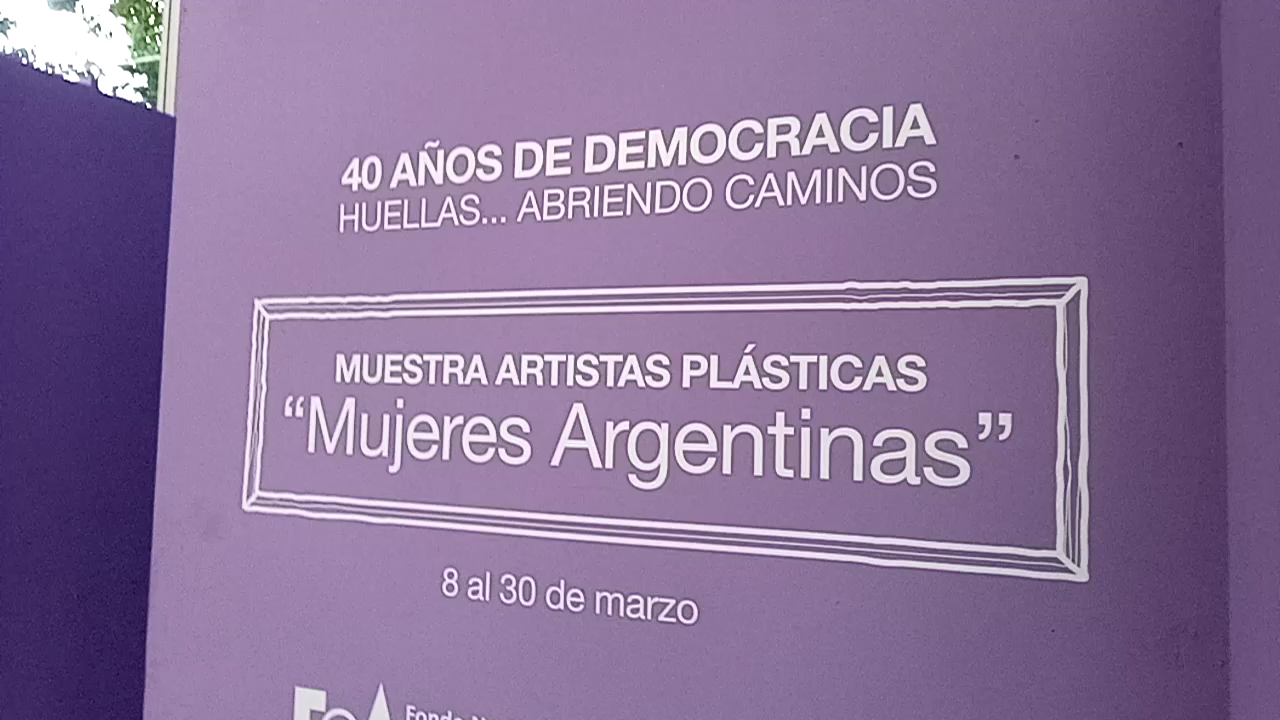 40 AÑOS DE DEMOCRACIA
HUELLAS... ABRIENDO CAMINOS
MUESTRA ARTISTAS PLÁSTICAS
“Mujeres Argentinas”
8 al 30 de marzo